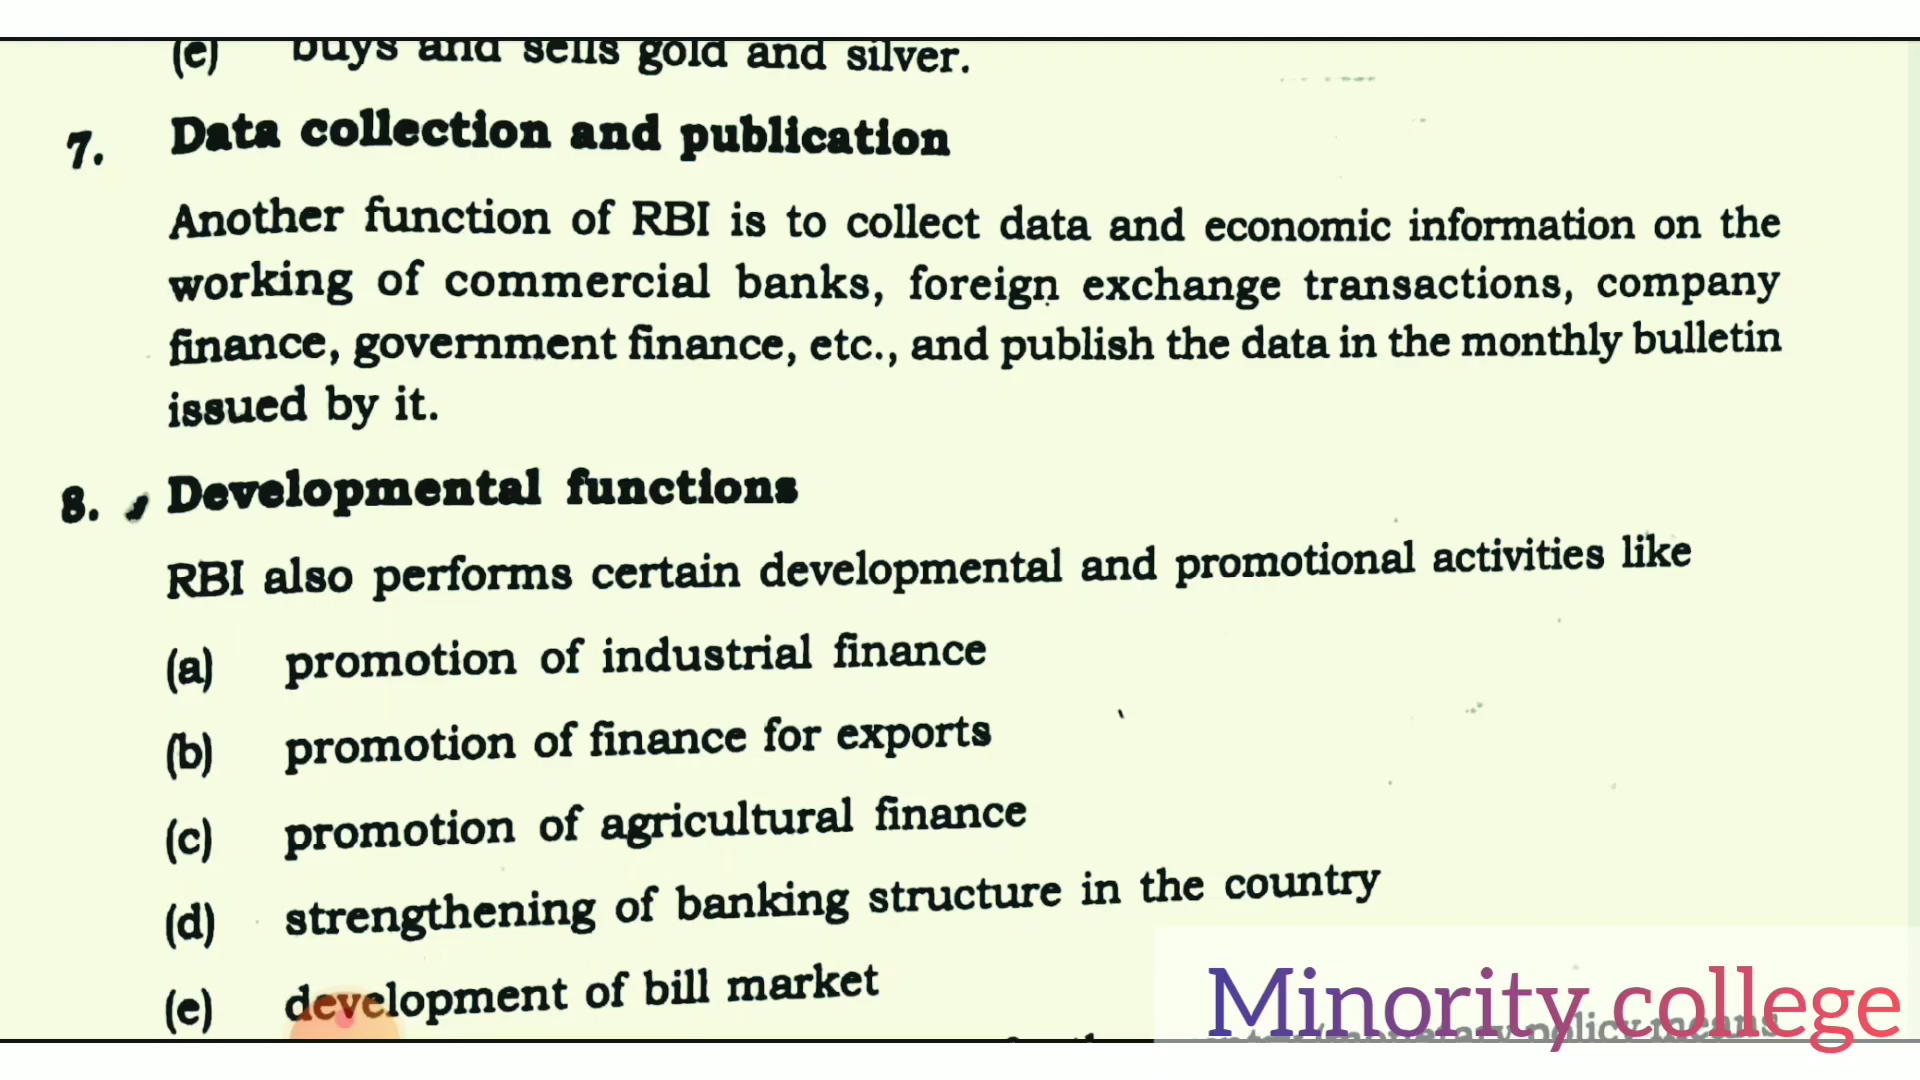 (e) buys and sells gold and silver.
7. Data collection and publication
Another function of RBI is to collect data and economic information on the
working of commercial banks, foreign exchange transactions, company
finance, government finance, etc., and publish the data in the monthly bulletin
issued by it.
8. Developmental functions
RBI also performs certain developmental and promotional activities like
(a) promotion of industrial finance
(b) promotion of finance for exports
(c) promotion of agricultural finance
(d) strengthening of banking structure in the country
(e) development of bill market
policy means
Minority college